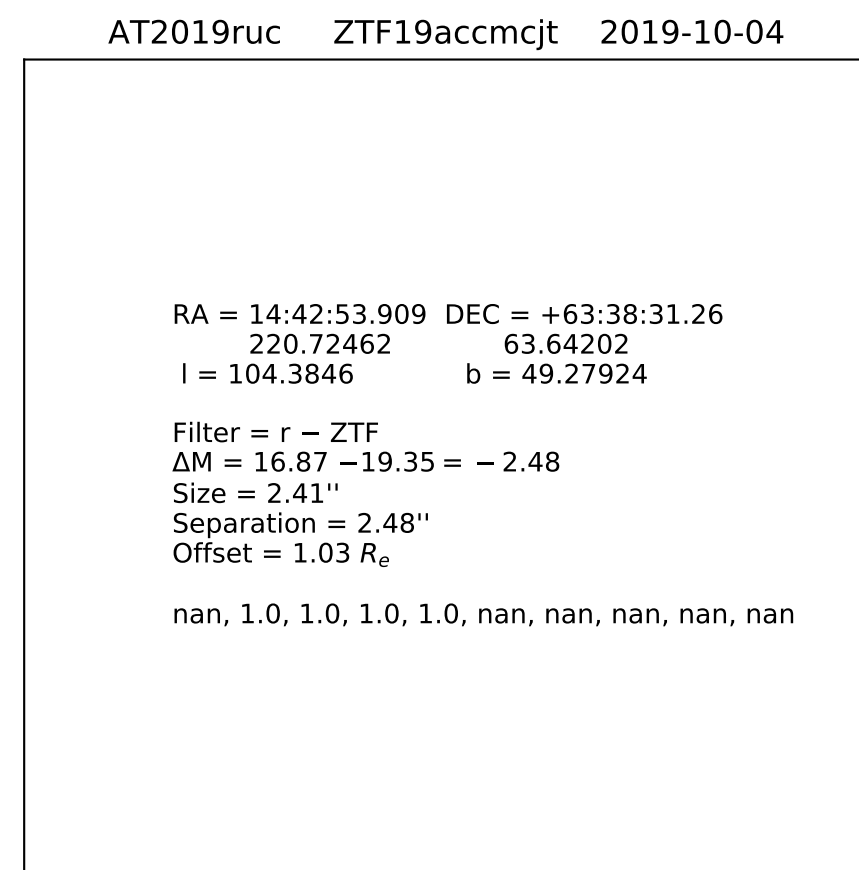 AT2019ruc ZTF19accmcjt 2019-10-04
RA = 14:42:53.909 DEC = +63:38:31.26
220.72462 63.64202
l = 104.3846 b = 49.27924
Filter = r − ZTF
ΔM = 16.87 −19.35 = − 2.48
Size = 2.41''
Separation = 2.48''
Offset = 1.03 Re
nan, 1.0, 1.0, 1.0, 1.0, nan, nan, nan, nan, nan